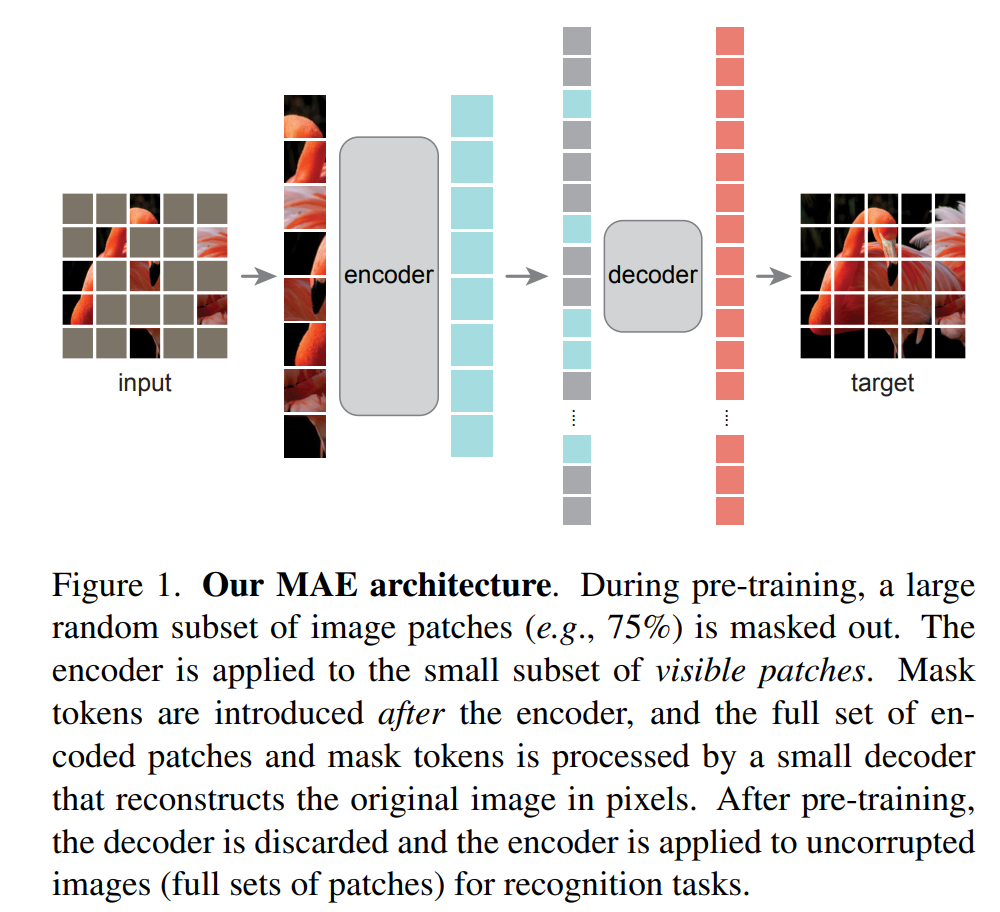 input
encoder
decoder
target
Figure 1. Our MAE architecture. During pre-training, a large
random subset of image patches (e.g., 75%) is masked out. The
encoder is applied to the small subset of visible patches. Mask
tokens are introduced after the encoder, and the full set of en-
coded patches and mask tokens is processed by a small decoder
that reconstructs the original image in pixels. After pre-training,
the decoder is discarded and the encoder is applied to uncorrupted
images (full sets of patches) for recognition tasks.